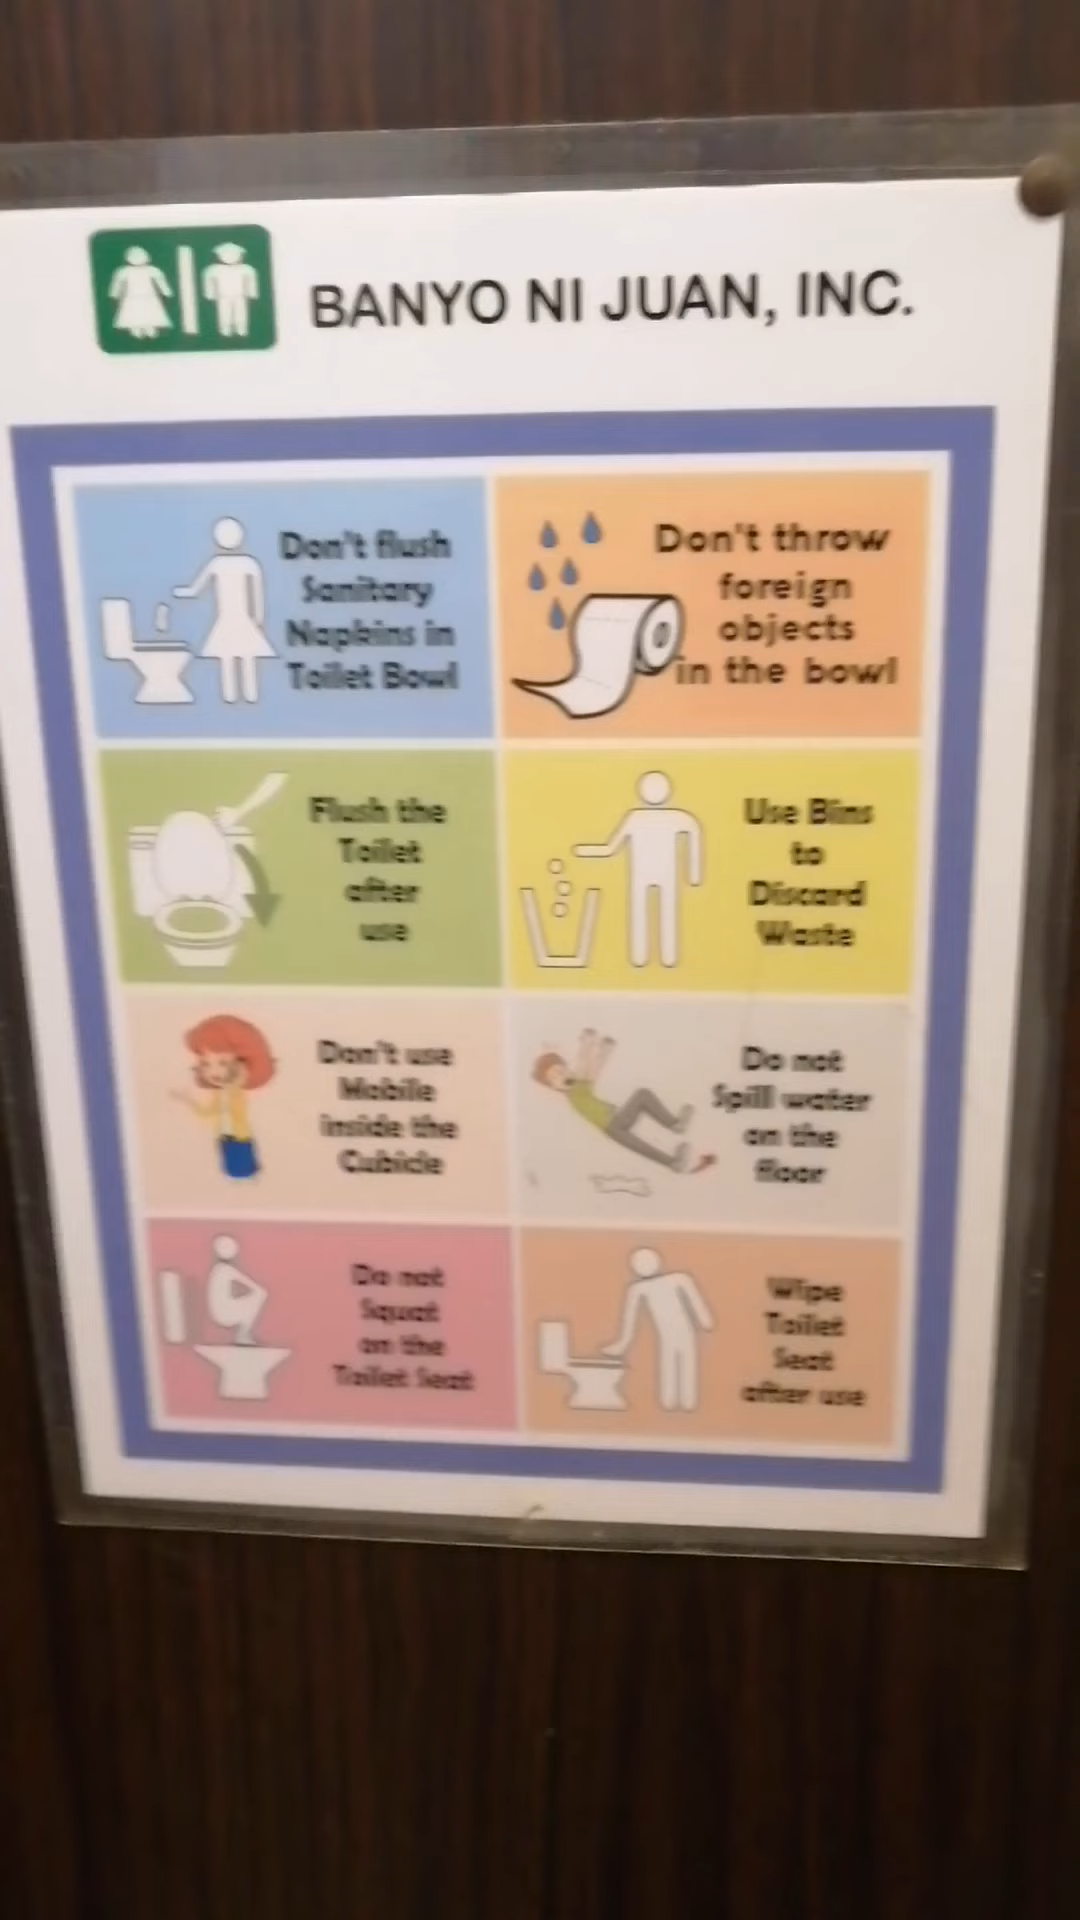 BANYO NI JUAN, INC.
Don't flush
Sanitary
Napkins in
Toilet Bowl
Don't throw
foreign
objects
in the bowl
Flush the
Toilet
after
use
Use Bins
to
Discard
Waste
Don't use
Mobile
inside the
Cubicle
Do not
Spill water
on the
floor
Do not
Squat
on the
Toilet Seat
Wipe
Toilet
Seat
after use